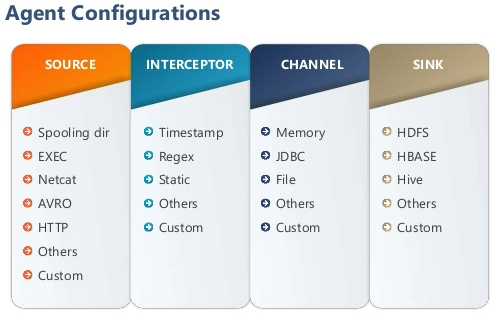 Agent Configurations
SOURCE
Spooling dir
EXEC
Netcat
AVRO
HTTP
Others
Custom
INTERCEPTOR
Timestamp
Regex
Static
Others
Custom
CHANNEL
Memory
JDBC
File
Others
Custom
SINK
HDFS
HBASE
Hive
Others
Custom